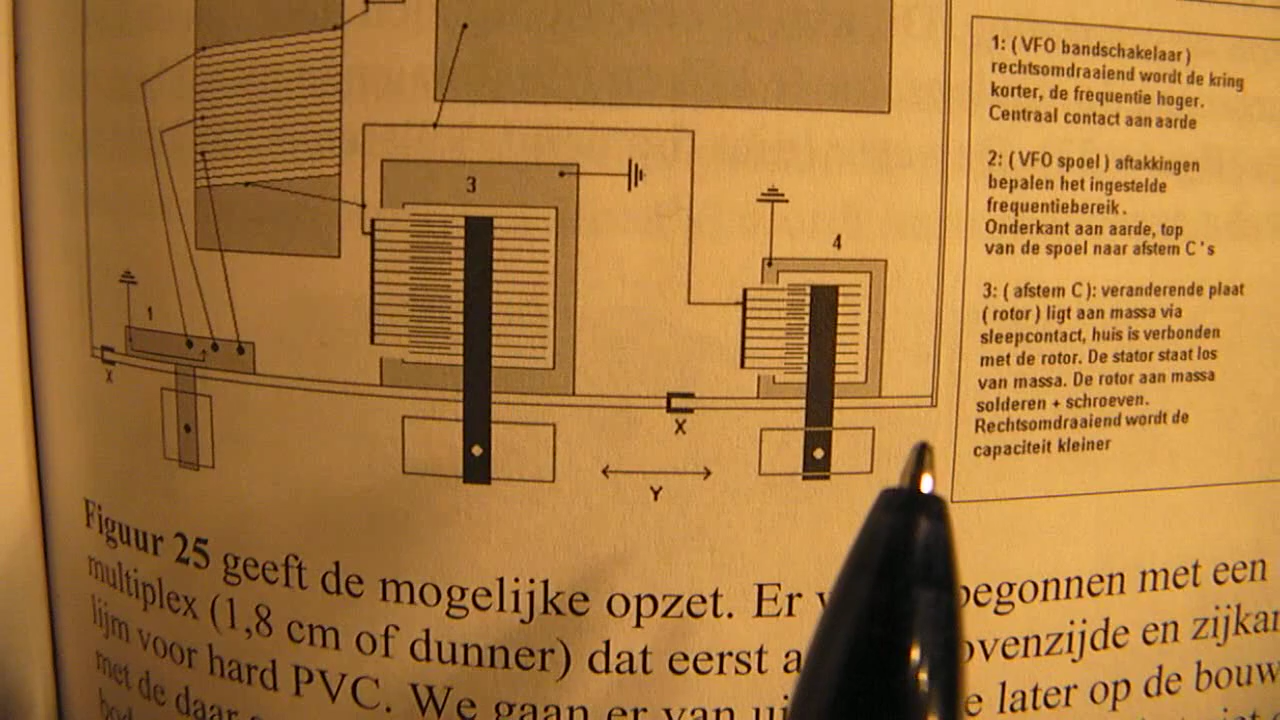 3
4
1
X
X
Y
1: ( VFO bandschakelaar )
rechtsomdraaiend wordt de kring
korter, de frequentie hoger.
Centraal contact aan aarde
2: ( VFO spoel ) aftakkingen
bepalen het ingestelde
frequentiebereik.
Onderkant aan aarde, top
van de spoel naar afstem C's
3: ( afstem C ): veranderende plaat
( rotor ) ligt aan massa via
sleepcontact, huis is verbonden
met de rotor. De stator staat los
van massa. De rotor aan massa
solderen + schroeven.
Rechtsomdraaiend wordt de
capaciteit kleiner
Figuur 25 geeft de mogelijke opzet. Er begonnen met een
multiplex (1,8 cm of dunner) dat eerst
lijm voor hard PVC. We gaan er van later op de
met de daar